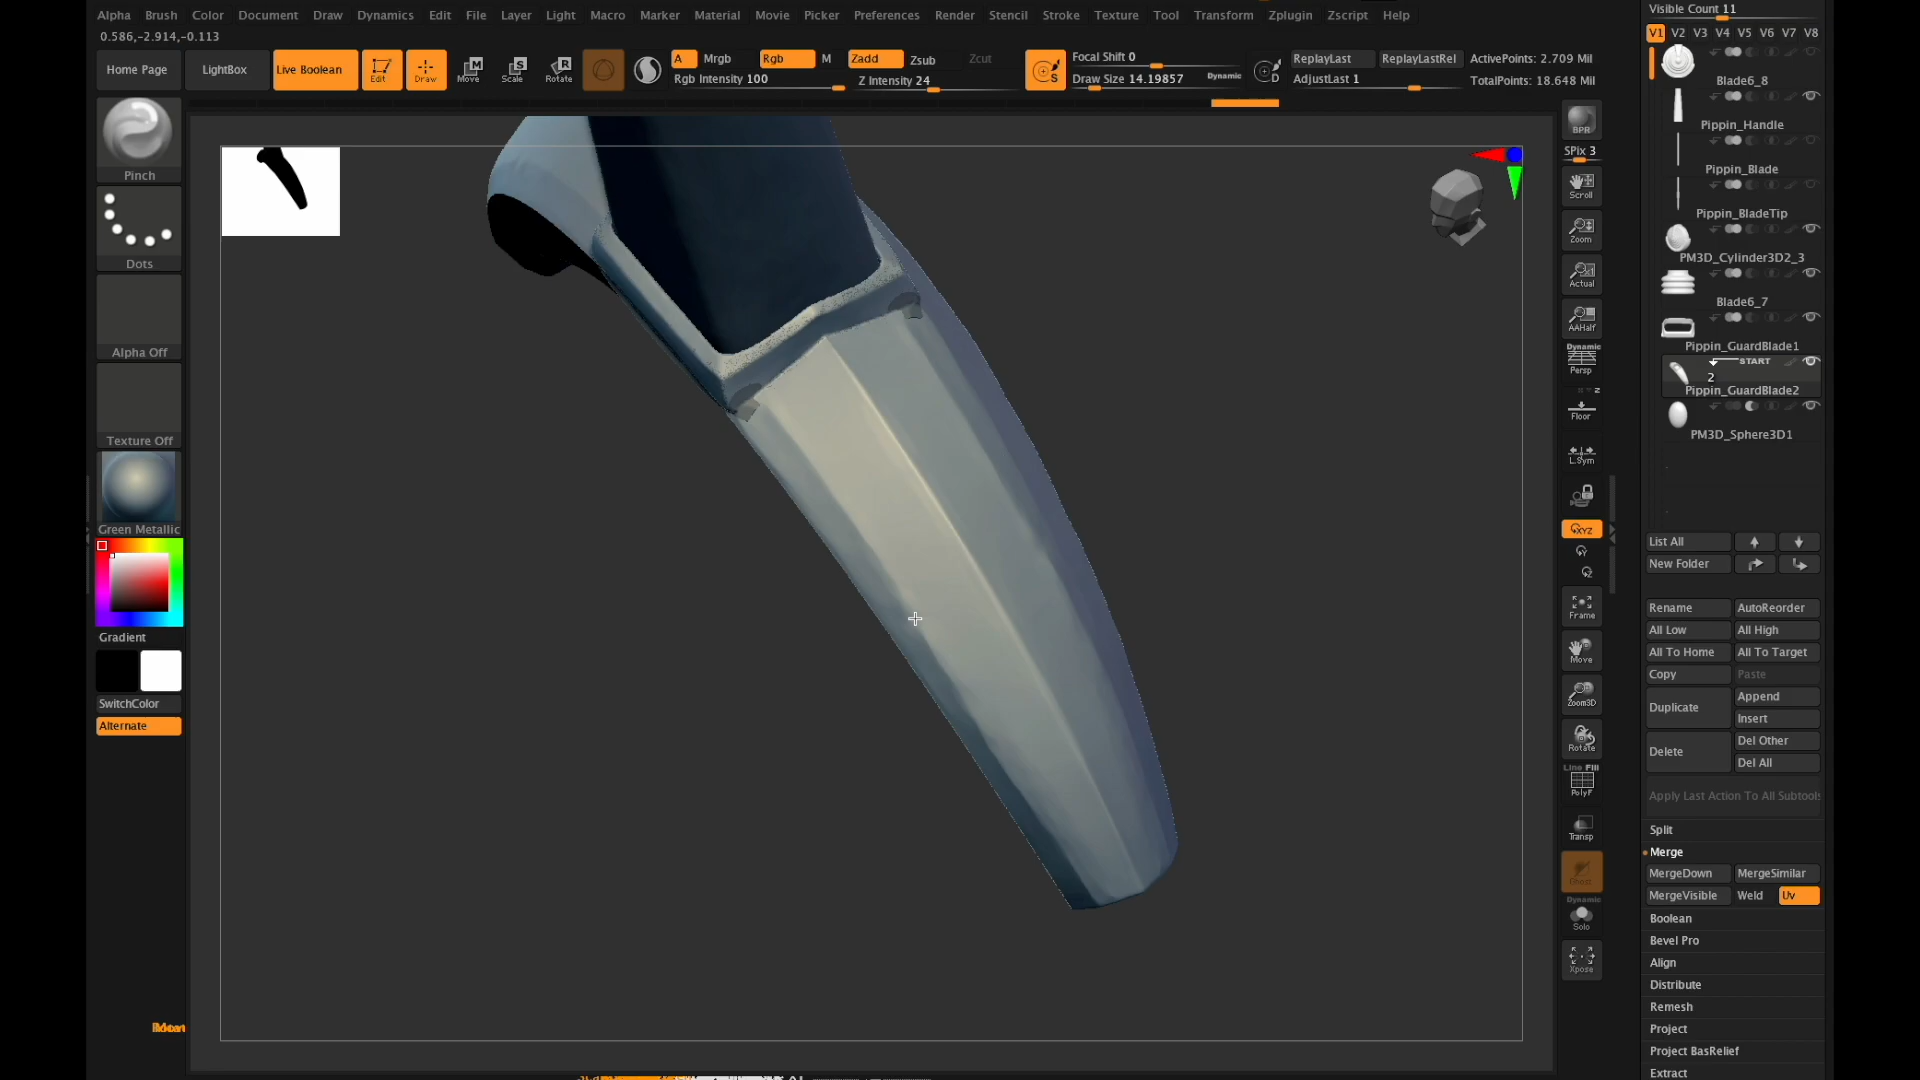 Alpha Brush Color Document Draw Dynamics Edit File Layer Light Macro Marker Material Movie Picker Preferences Render Stencil Stroke Texture Tool Transform Zplugin Zscript Help
0.586,-2.914,-0.113
Home Page
LightBox
Live Boolean
Edit
Draw
Move
Scale
Rotate
A
Mrgb
Rgb
M
Rgb Intensity 100
Zadd
Zsub
Zcut
Z Intensity 24
Focal Shift 0
Draw Size 14.19857
Dynamic
ReplayLast
ReplayLastRel
AdjustLast 1
ActivePoints: 2.709 Mil
TotalPoints: 18.648 Mil
Pinch
Dots
Alpha Off
Texture Off
Green Metallic
Gradient
SwitchColor
Alternate
BPR
SPix 3
Scroll
Zoom
Actual
AAHalf
Dynamic
Persp
Floor
L.Sym
XYZ
Frame
Move
Zoom3D
Rotate
Line Fill
PolyF
Transp
Ghost
Dynamic
Solo
Xpose
Visible Count 11
V1 V2 V3 V4 V5 V6 V7 V8
Blade6_8
Pippin_Handle
Pippin_Blade
Pippin_BladeTip
PM3D_Cylinder3D2_3
Blade6_7
Pippin_GuardBlade1
START
2
Pippin_GuardBlade2
PM3D_Sphere3D1
List All
New Folder
Rename AutoReorder
All Low All High
All To Home All To Target
Copy Paste
Duplicate Append
Insert
Delete Del Other
Del All
Apply Last Action To All Subtools
Split
Merge
MergeDown MergeSimilar
MergeVisible Weld Uv
Boolean
Bevel Pro
Align
Distribute
Remesh
Project
Project BasRelief
Extract